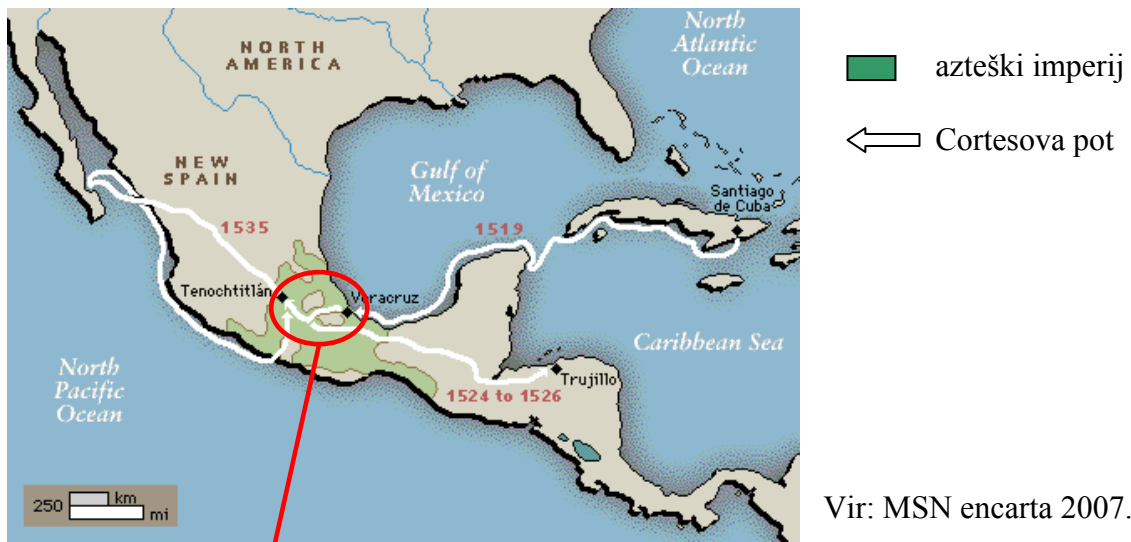 NORTH
AMERICA
North
Atlantic
Ocean
azteški imperij
Cortesova pot
NEW
SPAIN
Gulf of
Mexico
Santiago
de Cuba
1535
1519
Tenochtitlán
Veracruz
Caribbean Sea
North
Pacific
Ocean
Trujillo
1524 to 1526
250
km
mi
Vir: MSN encarta 2007.